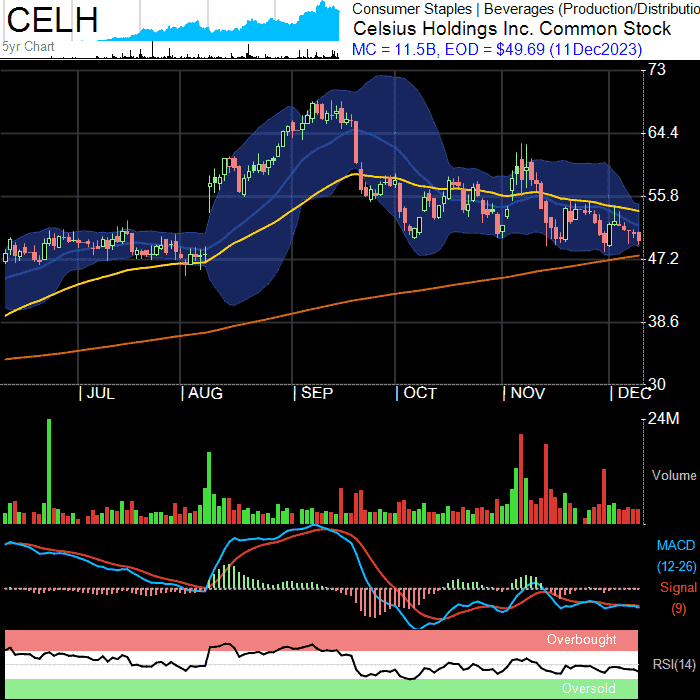 CELH
5yr Chart
Consumer Staples | Beverages (Production/Distributio
Celsius Holdings Inc. Common Stock
MC = 11.5B, EOD = $49.69 (11Dec2023)
73
64.4
55.8
47.2
38.6
30
| JUL | AUG | SEP | OCT | NOV | DEC
24M
Volume
MACD
(12-26)
Signal
(9)
Overbought
RSI(14)
Oversold